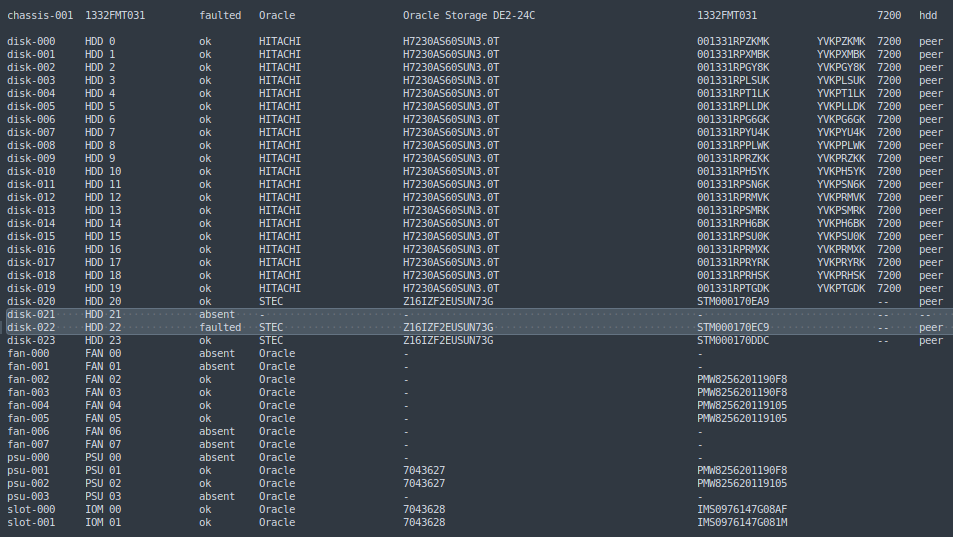 chassis-001 1332FMT031 faulted Oracle Oracle Storage DE2-24C 1332FMT031 7200 hdd
disk-000 HDD 0 ok HITACHI H7230AS60SUN3.0T 001331RPZKMK YVKPZKMK 7200 peer
disk-001 HDD 1 ok HITACHI H7230AS60SUN3.0T 001331RPXMBK YVKPXMBK 7200 peer
disk-002 HDD 2 ok HITACHI H7230AS60SUN3.0T 001331RPGY8K YVKPGY8K 7200 peer
disk-003 HDD 3 ok HITACHI H7230AS60SUN3.0T 001331RPLSUK YVKPLSUK 7200 peer
disk-004 HDD 4 ok HITACHI H7230AS60SUN3.0T 001331RPT1LK YVKPT1LK 7200 peer
disk-005 HDD 5 ok HITACHI H7230AS60SUN3.0T 001331RPLLDK YVKPLLDK 7200 peer
disk-006 HDD 6 ok HITACHI H7230AS60SUN3.0T 001331RPG6GK YVKPG6GK 7200 peer
disk-007 HDD 7 ok HITACHI H7230AS60SUN3.0T 001331RPYU4K YVKPYU4K 7200 peer
disk-008 HDD 8 ok HITACHI H7230AS60SUN3.0T 001331RPPLWK YVKPPLWK 7200 peer
disk-009 HDD 9 ok HITACHI H7230AS60SUN3.0T 001331RPRZKK YVKPRZKK 7200 peer
disk-010 HDD 10 ok HITACHI H7230AS60SUN3.0T 001331RPH5YK YVKPH5YK 7200 peer
disk-011 HDD 11 ok HITACHI H7230AS60SUN3.0T 001331RPSN6K YVKPSN6K 7200 peer
disk-012 HDD 12 ok HITACHI H7230AS60SUN3.0T 001331RPRMVK YVKPRMVK 7200 peer
disk-013 HDD 13 ok HITACHI H7230AS60SUN3.0T 001331RPSMRK YVKPSMRK 7200 peer
disk-014 HDD 14 ok HITACHI H7230AS60SUN3.0T 001331RPH6BK YVKPH6BK 7200 peer
disk-015 HDD 15 ok HITACHI H7230AS60SUN3.0T 001331RPSU0K YVKPSU0K 7200 peer
disk-016 HDD 16 ok HITACHI H7230AS60SUN3.0T 001331RPRMXK YVKPRMXK 7200 peer
disk-017 HDD 17 ok HITACHI H7230AS60SUN3.0T 001331RPRYRK YVKPRYRK 7200 peer
disk-018 HDD 18 ok HITACHI H7230AS60SUN3.0T 001331RPRHSK YVKPRHSK 7200 peer
disk-019 HDD 19 ok HITACHI H7230AS60SUN3.0T 001331RPTGDK YVKPTGDK 7200 peer
disk-020 HDD 20 ok STEC Z16IZF2EUSUN73G STM000170EA9 -- peer
disk-021 HDD 21 absent - - - -- --
disk-022 HDD 22 faulted STEC Z16IZF2EUSUN73G STM000170EC9 -- peer
disk-023 HDD 23 ok STEC Z16IZF2EUSUN73G STM000170DDC -- peer
fan-000 FAN 00 absent Oracle - -
fan-001 FAN 01 absent Oracle - -
fan-002 FAN 02 ok Oracle - PMW8256201190F8
fan-003 FAN 03 ok Oracle - PMW8256201190F8
fan-004 FAN 04 ok Oracle - PMW825620119105
fan-005 FAN 05 ok Oracle - PMW825620119105
fan-006 FAN 06 absent Oracle - -
fan-007 FAN 07 absent Oracle - -
psu-000 PSU 00 absent Oracle - -
psu-001 PSU 01 ok Oracle 7043627 PMW8256201190F8
psu-002 PSU 02 ok Oracle 7043627 PMW825620119105
psu-003 PSU 03 absent Oracle - -
slot-000 IOM 00 ok Oracle 7043628 IMS0976147G08AF
slot-001 IOM 01 ok Oracle 7043628 IMS0976147G081M